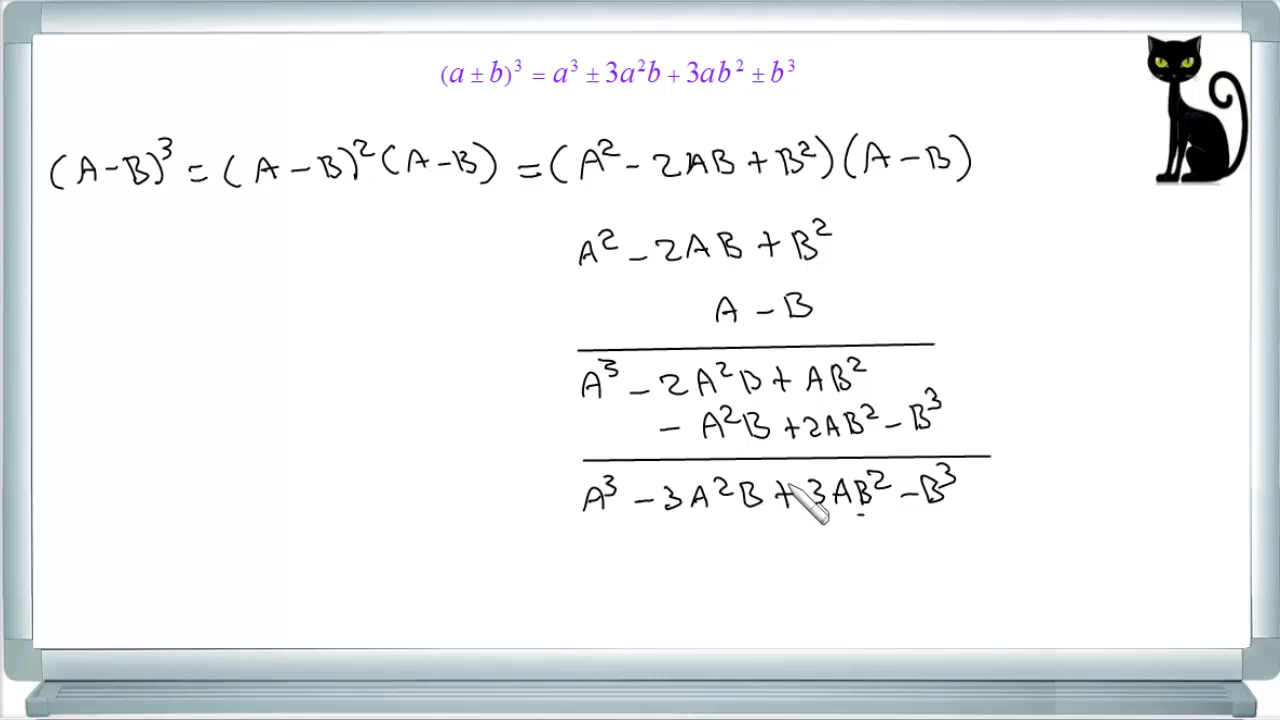 (a ± b)³ = a³ ± 3a²b + 3ab² ± b³
(A - B)³ = (A - B)² (A - B) = (A² - 2AB + B²) (A - B)
A² - 2AB + B²
A - B
A³ - 2A²B + AB²
- A²B + 2AB² - B³
A³ - 3A²B + 3AB² - B³